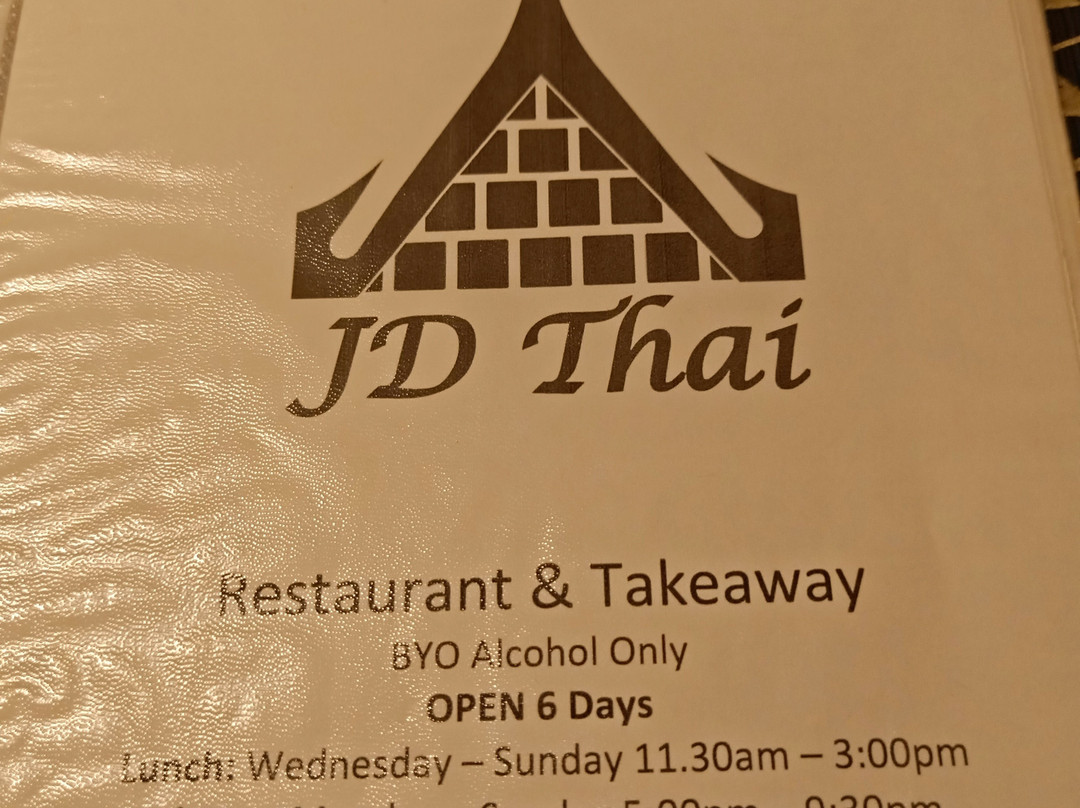 JD Thai
Restaurant & Takeaway
BYO Alcohol Only
OPEN 6 Days
Lunch: Wednesday – Sunday 11.30am – 3:00pm